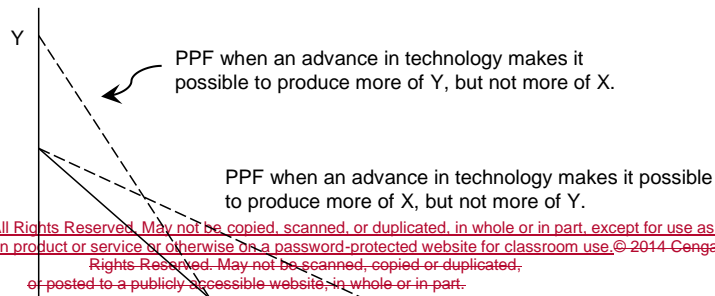 Y
PPF when an advance in technology makes it
possible to produce more of Y, but not more of X.
PPF when an advance in technology makes it possible
to produce more of X, but not more of Y.
All Rights Reserved. May not be copied, scanned, or duplicated, in whole or in part, except for use as
product or service or otherwise on a password-protected website for classroom use.© 2014
Rights Reserved. May not be scanned, copied or duplicated,
or posted to a publicly accessible website, in whole or in part.